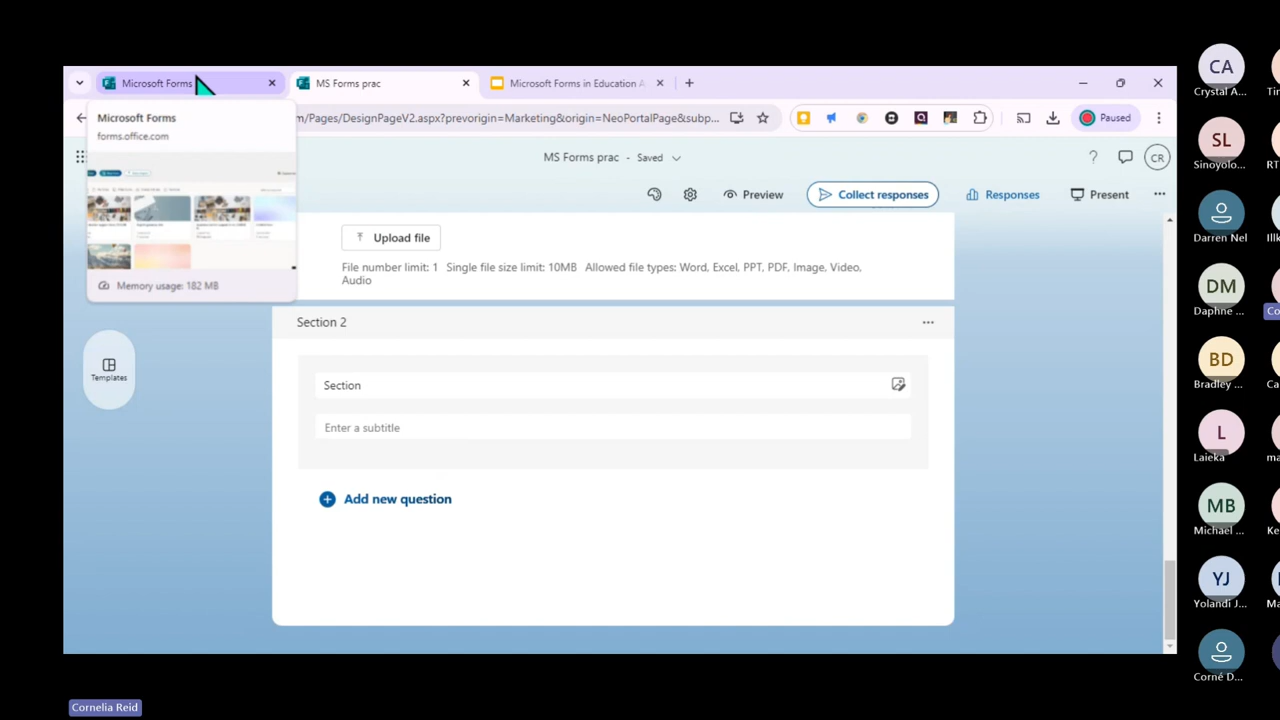 Microsoft Forms
MS Forms prac
Microsoft Forms in Education A
Microsoft Forms
forms.office.com
Memory usage: 182 MB
m/Pages/DesignPageV2.aspx?prevorigin=Marketing&origin=NeoPortalPage&subp...
Paused
MS Forms prac - Saved
CR
Preview
Collect responses
Responses
Present
Upload file
File number limit: 1 Single file size limit: 10MB Allowed file types: Word, Excel, PPT, PDF, Image, Video,
Audio
Section 2
Templates
Section
Enter a subtitle
Add new question
CA
Crystal A...
SL
Sinoyolo...
Darren Nel
DM
Daphne ...
BD
Bradley ...
L
Laieka
MB
Michael ...
YJ
Yolandi J...
Corné D...
Cornelia Reid